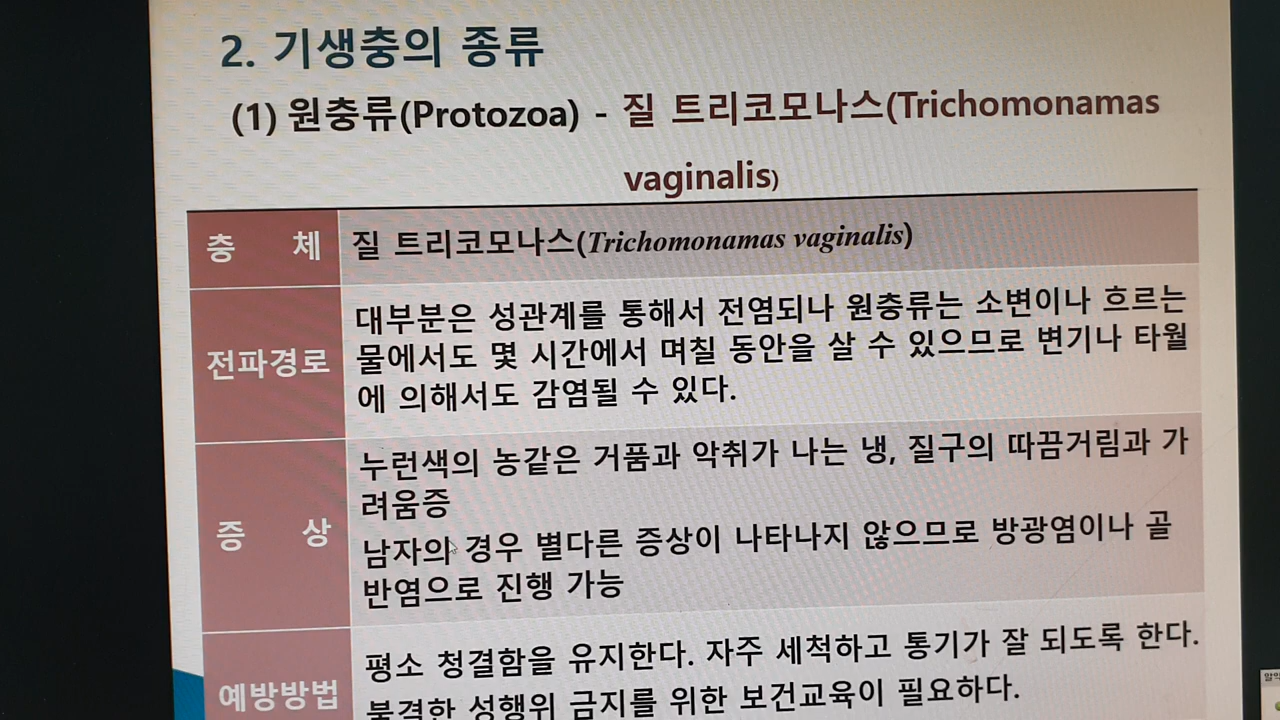 2. 기생충의 종류
(1) 원충류(Protozoa) - 질 트리코모나스(Trichomonamas
vaginalis)
충 체
질 트리코모나스(Trichomonamas vaginalis)
전파경로
대부분은 성관계를 통해서 전염되나 원충류는 소변이나 흐르는
물에서도 몇 시간에서 며칠 동안을 살 수 있으므로 변기나 타월
에 의해서도 감염될 수 있다.
증 상
누런색의 농같은 거품과 악취가 나는 냉, 질구의 따끔거림과 가
려움증
남자의 경우 별다른 증상이 나타나지 않으므로 방광염이나 골
반염으로 진행 가능
예방방법
평소 청결함을 유지한다. 자주 세척하고 통기가 잘 되도록 한다.
불결한 성행위 금지를 위한 보건교육이 필요하다.